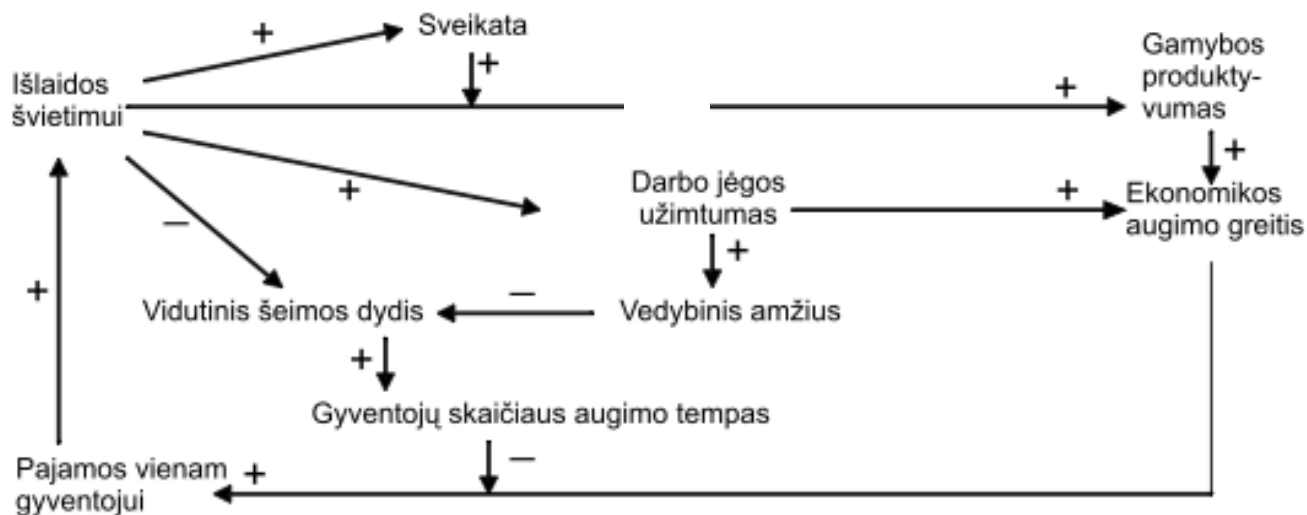 Sveikata
+
+
Išlaidos
švietimui
Gamybos
produkty-
vumas
+
+
+
Darbo jėgos
užimtumas
+
Ekonomikos
augimo greitis
–
+
+
Vidutinis šeimos dydis
–
Vedybinis amžius
+
Gyventojų skaičiaus augimo tempas
–
Pajamos vienam
gyventojui
+